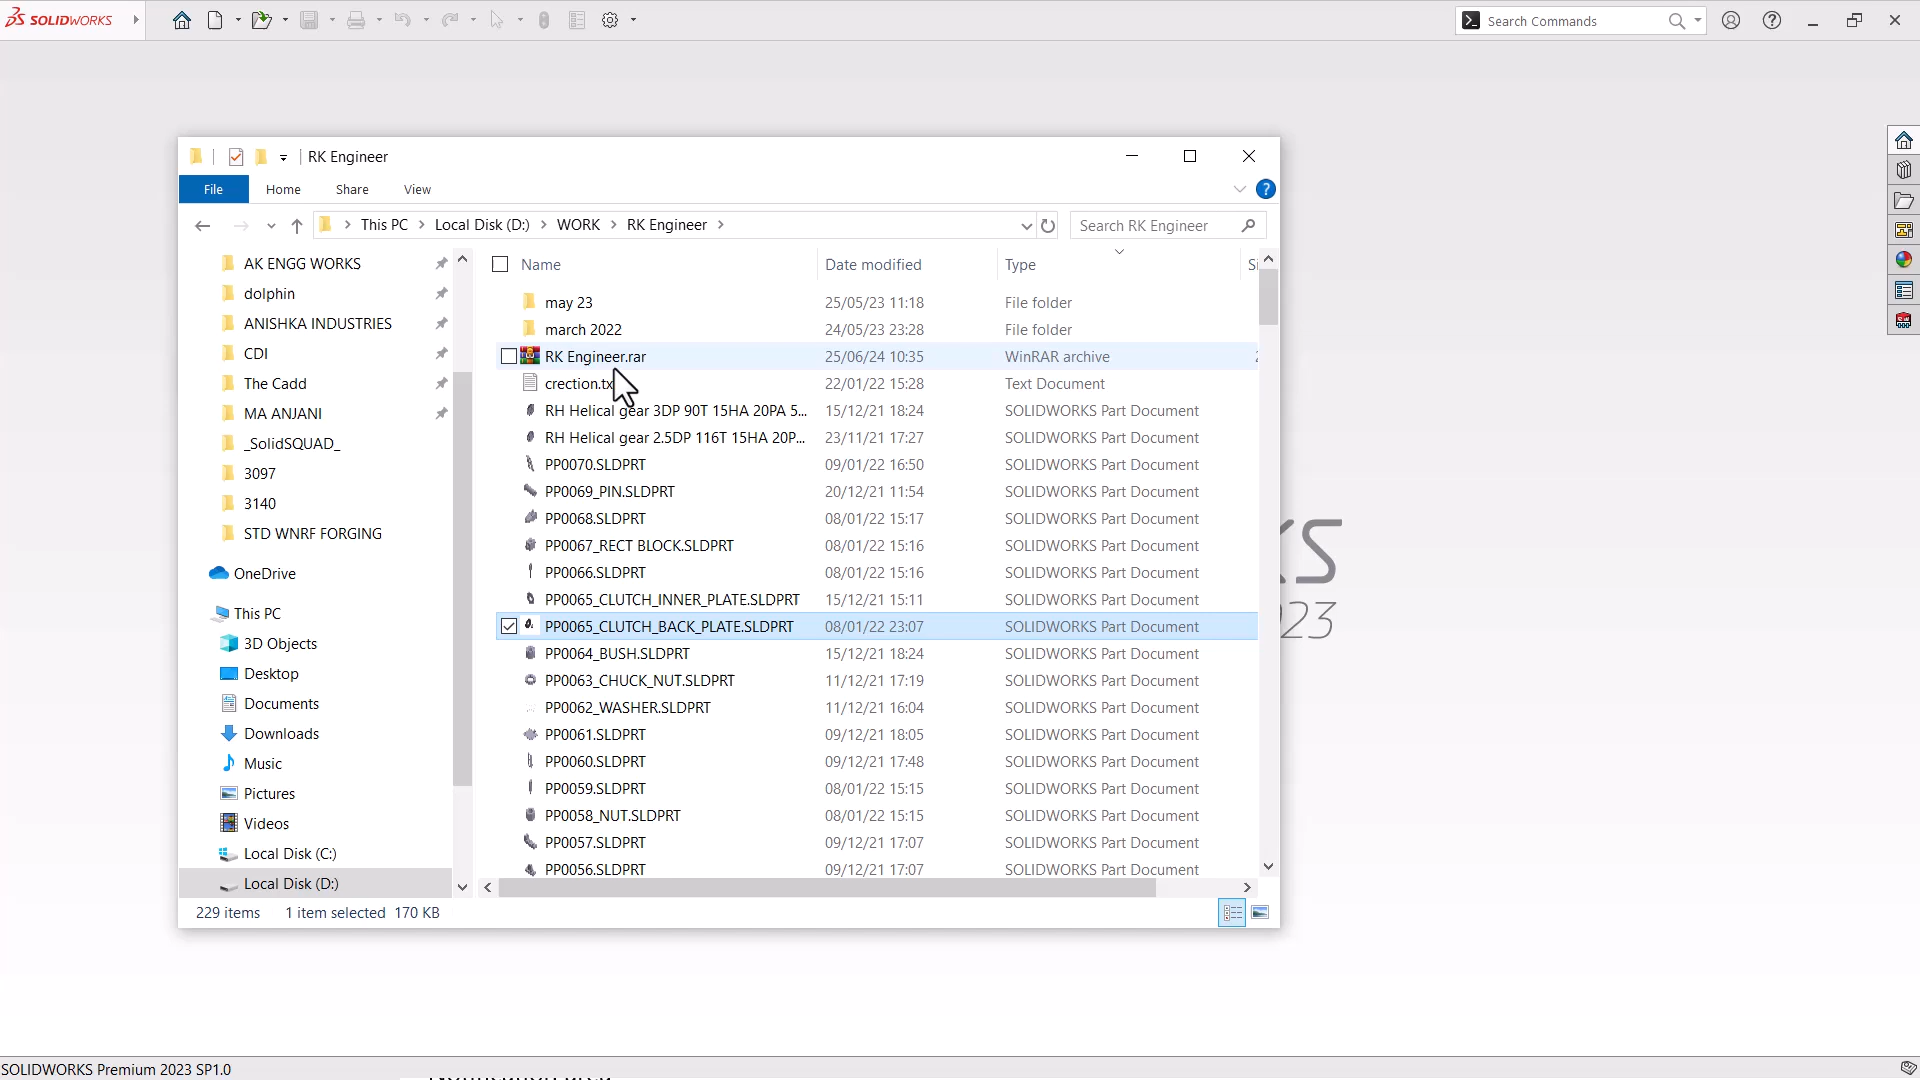 SOLIDWORKS
Search Commands
RK Engineer
File Home Share View
This PC > Local Disk (D:) > WORK > RK Engineer >
Search RK Engineer
AK ENGG WORKS
dolphin
ANISHKA INDUSTRIES
CDI
The Cadd
MA ANJANI
_SolidSQUAD_
3097
3140
STD WNRF FORGING
OneDrive
This PC
3D Objects
Desktop
Documents
Downloads
Music
Pictures
Videos
Local Disk (C:)
Local Disk (D:)
Name Date modified Type
may 23 25/05/23 11:18 File folder
march 2022 24/05/23 23:28 File folder
RK Engineer.rar 25/06/24 10:35 WinRAR archive
crection.tx 22/01/22 15:28 Text Document
RH Helical gear 3DP 90T 15HA 20PA 5... 15/12/21 18:24 SOLIDWORKS Part Document
RH Helical gear 2.5DP 116T 15HA 20P... 23/11/21 17:27 SOLIDWORKS Part Document
PP0070.SLDPRT 09/01/22 16:50 SOLIDWORKS Part Document
PP0069_PIN.SLDPRT 20/12/21 11:54 SOLIDWORKS Part Document
PP0068.SLDPRT 08/01/22 15:17 SOLIDWORKS Part Document
PP0067_RECT BLOCK.SLDPRT 08/01/22 15:16 SOLIDWORKS Part Document
PP0066.SLDPRT 08/01/22 15:16 SOLIDWORKS Part Document
PP0065_CLUTCH_INNER_PLATE.SLDPRT 15/12/21 15:11 SOLIDWORKS Part Document
PP0065_CLUTCH_BACK_PLATE.SLDPRT 08/01/22 23:07 SOLIDWORKS Part Document
PP0064_BUSH.SLDPRT 15/12/21 18:24 SOLIDWORKS Part Document
PP0063_CHUCK_NUT.SLDPRT 11/12/21 17:19 SOLIDWORKS Part Document
PP0062_WASHER.SLDPRT 11/12/21 16:04 SOLIDWORKS Part Document
PP0061.SLDPRT 09/12/21 18:05 SOLIDWORKS Part Document
PP0060.SLDPRT 09/12/21 17:48 SOLIDWORKS Part Document
PP0059.SLDPRT 08/01/22 15:15 SOLIDWORKS Part Document
PP0058_NUT.SLDPRT 08/01/22 15:15 SOLIDWORKS Part Document
PP0057.SLDPRT 09/12/21 17:07 SOLIDWORKS Part Document
PP0056.SLDPRT 09/12/21 17:07 SOLIDWORKS Part Document
KS
23
229 items 1 item selected 170 KB
SOLIDWORKS Premium 2023 SP1.0